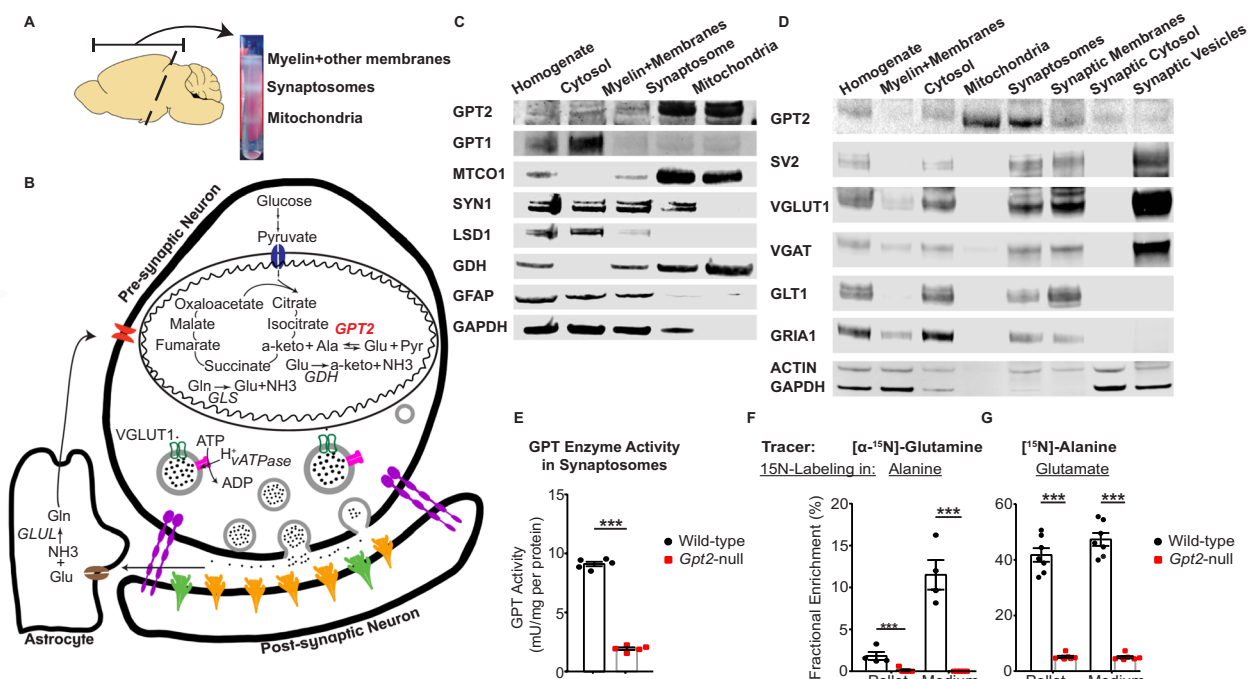 A
Myelin+other membranes
Synaptosomes
Mitochondria
B
Pre-synaptic Neuron
Glucose
Pyruvate
Oxaloacetate
Citrate
Malate
Isocitrate
GPT2
Fumarate
a-keto+ Ala Glu + Pyr
Succinate
Glu a-keto+NH3
GDH
Gln Glu+NH3
GLS
VGLUT1
ATP
H+
vATPase
ADP
Gln
GLUL
NH3
+
Glu
Astrocyte
Post-synaptic Neuron
C
Homogenate
Cytosol
Myelin+Membranes
Synaptosome
Mitochondria
GPT2
GPT1
MTCO1
SYN1
LSD1
GDH
GFAP
GAPDH
D
Homogenate
Myelin+Membranes
Cytosol
Mitochondria
Synaptosomes
Synaptic Membranes
Synaptic Cytosol
Synaptic Vesicles
GPT2
SV2
VGLUT1
VGAT
GLT1
GRIA1
ACTIN
GAPDH
E
GPT Enzyme Activity
in Synaptosomes
GPT Activity
(mU/mg per protein)
15
10
5
0
***
Wild-type
Gpt2-null
F
Tracer: [α-¹⁵N]-Glutamine
15N-Labeling in: Alanine
Fractional Enrichment (%)
20
15
10
5
0
***
***
Pellet Medium
G
[¹⁵N]-Alanine
Glutamate
60
40
20
0
***
***
Wild-type
Gpt2-null
Pellet Medium